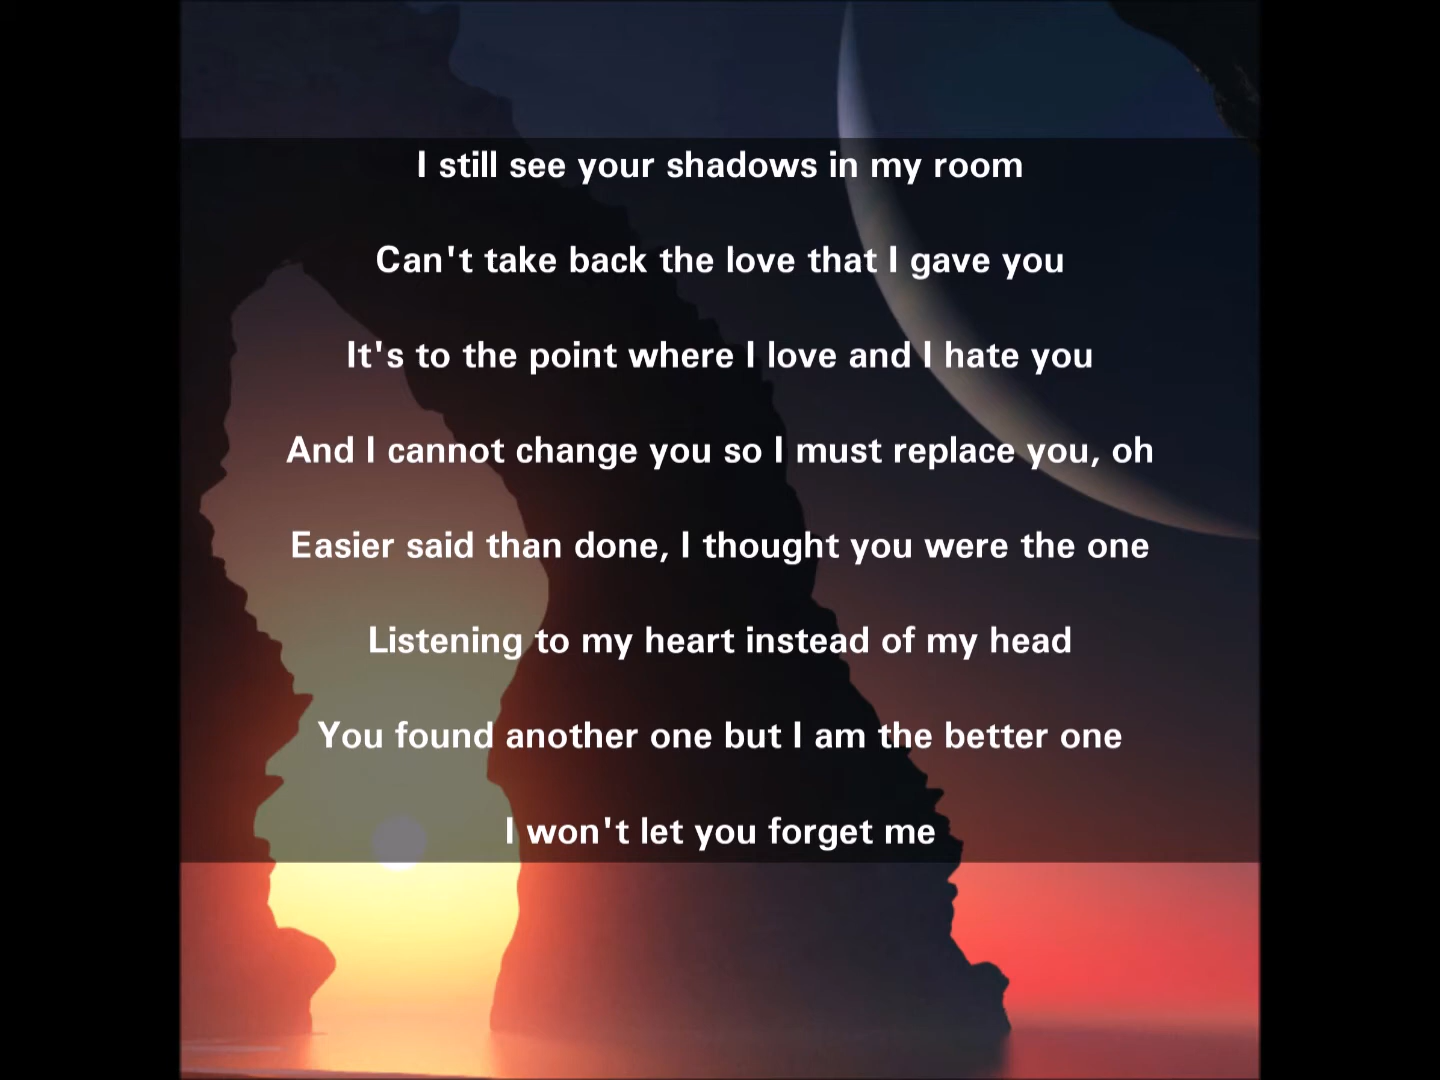 I still see your shadows in my room
Can't take back the love that I gave you
It's to the point where I love and I hate you
And I cannot change you so I must replace you, oh
Easier said than done, I thought you were the one
Listening to my heart instead of my head
You found another one but I am the better one
I won't let you forget me